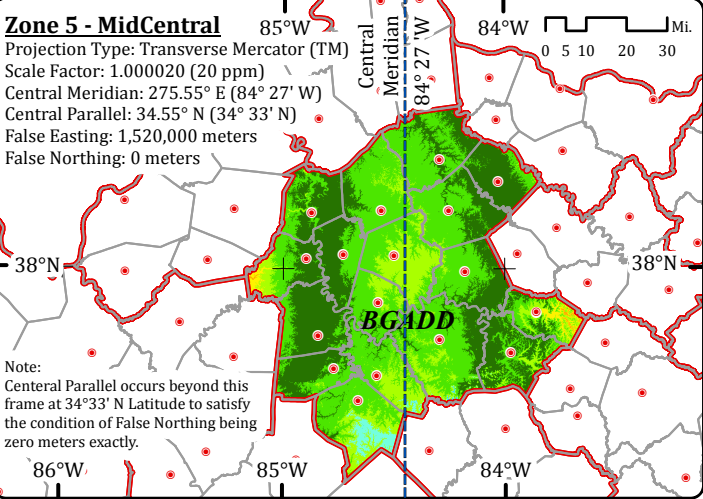 Zone 5 - MidCentral
Projection Type: Transverse Mercator (TM)
Scale Factor: 1.000020 (20 ppm)
Central Meridian: 275.55° E (84° 27' W)
Central Parallel: 34.55° N (34° 33' N)
False Easting: 1,520,000 meters
False Northing: 0 meters
85°W
Central
Meridian
84° 27' W
84°W
Mi.
0 5 10 20 30
38°N
38°N
BGADD
Note:
Centeral Parallel occurs beyond this
frame at 34°33' N Latitude to satisfy
the condition of False Northing being
zero meters exactly.
86°W
85°W
84°W